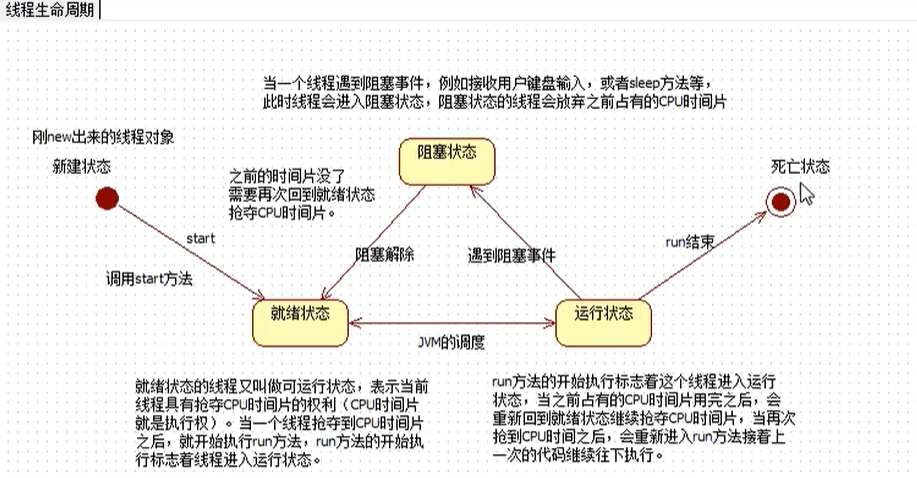 线程生命周期
当一个线程遇到阻塞事件，例如接收用户键盘输入，或者sleep方法等，
此时线程会进入阻塞状态，阻塞状态的线程会放弃之前占有的CPU时间片
刚new出来的线程对象
新建状态
阻塞状态
死亡状态
之前的时间片没了
需要再次回到就绪状态
抢夺CPU时间片。
start
调用start方法
阻塞解除
遇到阻塞事件
run结束
就绪状态
运行状态
JVM的调度
就绪状态的线程又叫做可运行状态，表示当前
线程具有抢夺CPU时间片的权利（CPU时间片
就是执行权）。当一个线程抢夺到CPU时间片
之后，就开始执行run方法，run方法的开始执
行标志着线程进入运行状态。
run方法的开始执行标志着这个线程进入运行
状态，当之前占有的CPU时间片用完之后，会
重新回到就绪状态继续抢夺CPU时间片，当再次
抢到CPU时间之后，会重新进入run方法接着上
一次的代码继续往下执行。